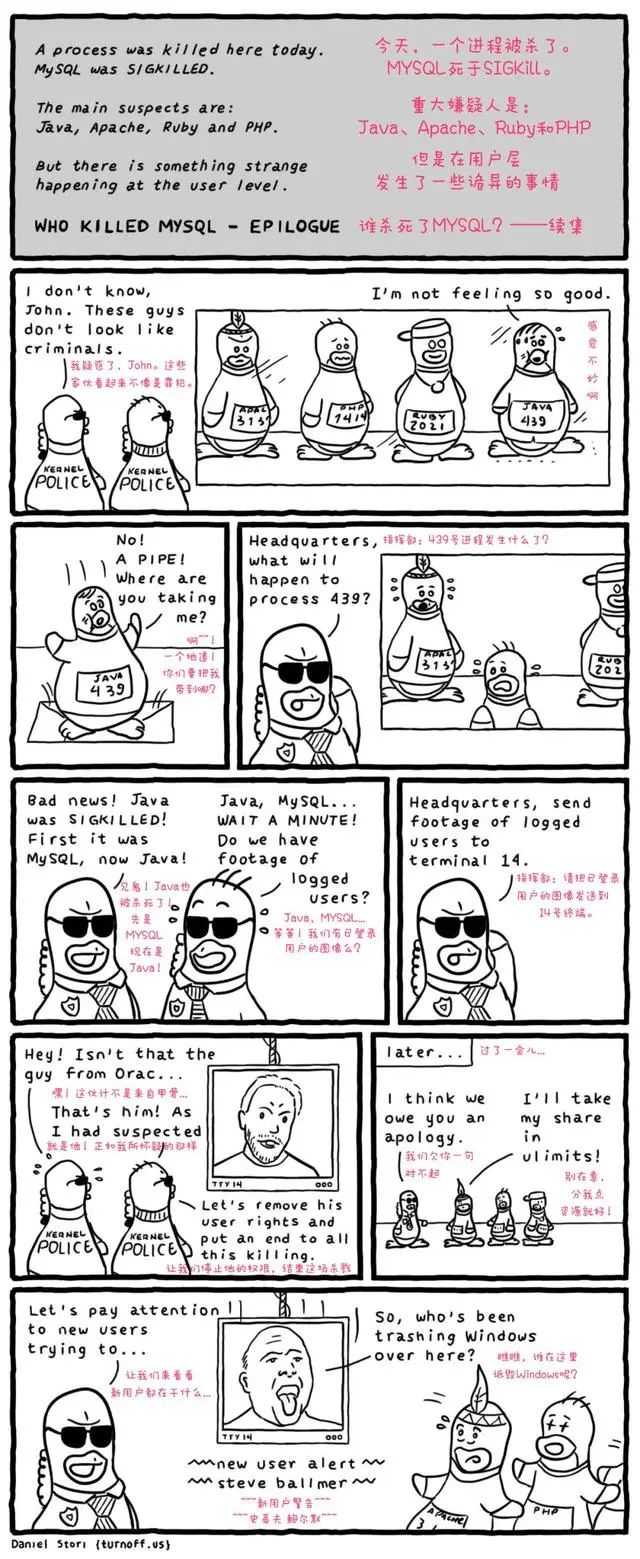 A process was killed here today.
MySQL was SIGKILLED.
今天，一个进程被杀了。
MYSQL死于SIGKill。
The main suspects are:
Java, Apache, Ruby and PHP.
重大嫌疑人是：
Java、Apache、Ruby和PHP
But there is something strange
happening at the user level.
但是在用户层
发生了一些诡异的事情
WHO KILLED MYSQL - EPILOGUE
谁杀死了MYSQL？——续集
I don't know,
John. These guys
don't look like
criminals.
我疑惑了，John。这些
家伙看起来不像是罪犯。
KERNEL
POLICE
KERNEL
POLICE
I'm not feeling so good.
感觉不妙啊
APAC
313
PHP
1414
RUBY
2021
JAVA
439
No!
A PIPE!
Where are
you taking
me?
啊~~！
一个地道！
你们要把我
带到哪？
JAVA
439
Headquarters,
what will
happen to
process 439?
指挥部：439号进程发生什么了？
APAC
313
RUB
202
Bad news! Java
was SIGKILLED!
First it was
MySQL, now Java!
见鬼！Java也
被杀死了！
先是
MYSQL
现在是
Java！
Java, MySQL...
WAIT A MINUTE!
Do we have
footage of
logged
users?
Java、MYSQL...
等等！我们有已登录
用户的图像么？
Headquarters, send
footage of logged
users to
terminal 14.
指挥部：请把已登录
用户的图像发送到
14号终端。
Hey! Isn't that the
guy from Orac...
嘿！这伙计不是来自甲骨...
That's him! As
I had suspected
就是他！正如我所怀疑的那样
KERNEL
POLICE
KERNEL
POLICE
TTY14
000
Let's remove his
user rights and
put an end to all
this killing.
让我们停止他的权限，结束这场杀戮
later...
过了一会儿...
I think we
owe you an
apology.
我们欠你一句
对不起
I'll take
my share
in
ulimits!
别在意，
分我点
资源就好！
Let's pay attention
to new users
trying to...
让我们来看看
新用户都在干什么...
TTY14
000
~~new user alert~~
~~steve ballmer~~
~~~新用户警告~~~
~~~史蒂夫 鲍尔默~~~
So, who's been
trashing Windows
over here?
瞧瞧，谁在这里
诋毁Windows呢？
APACHE
3
PHP
Daniel Stori {turnoff.us}